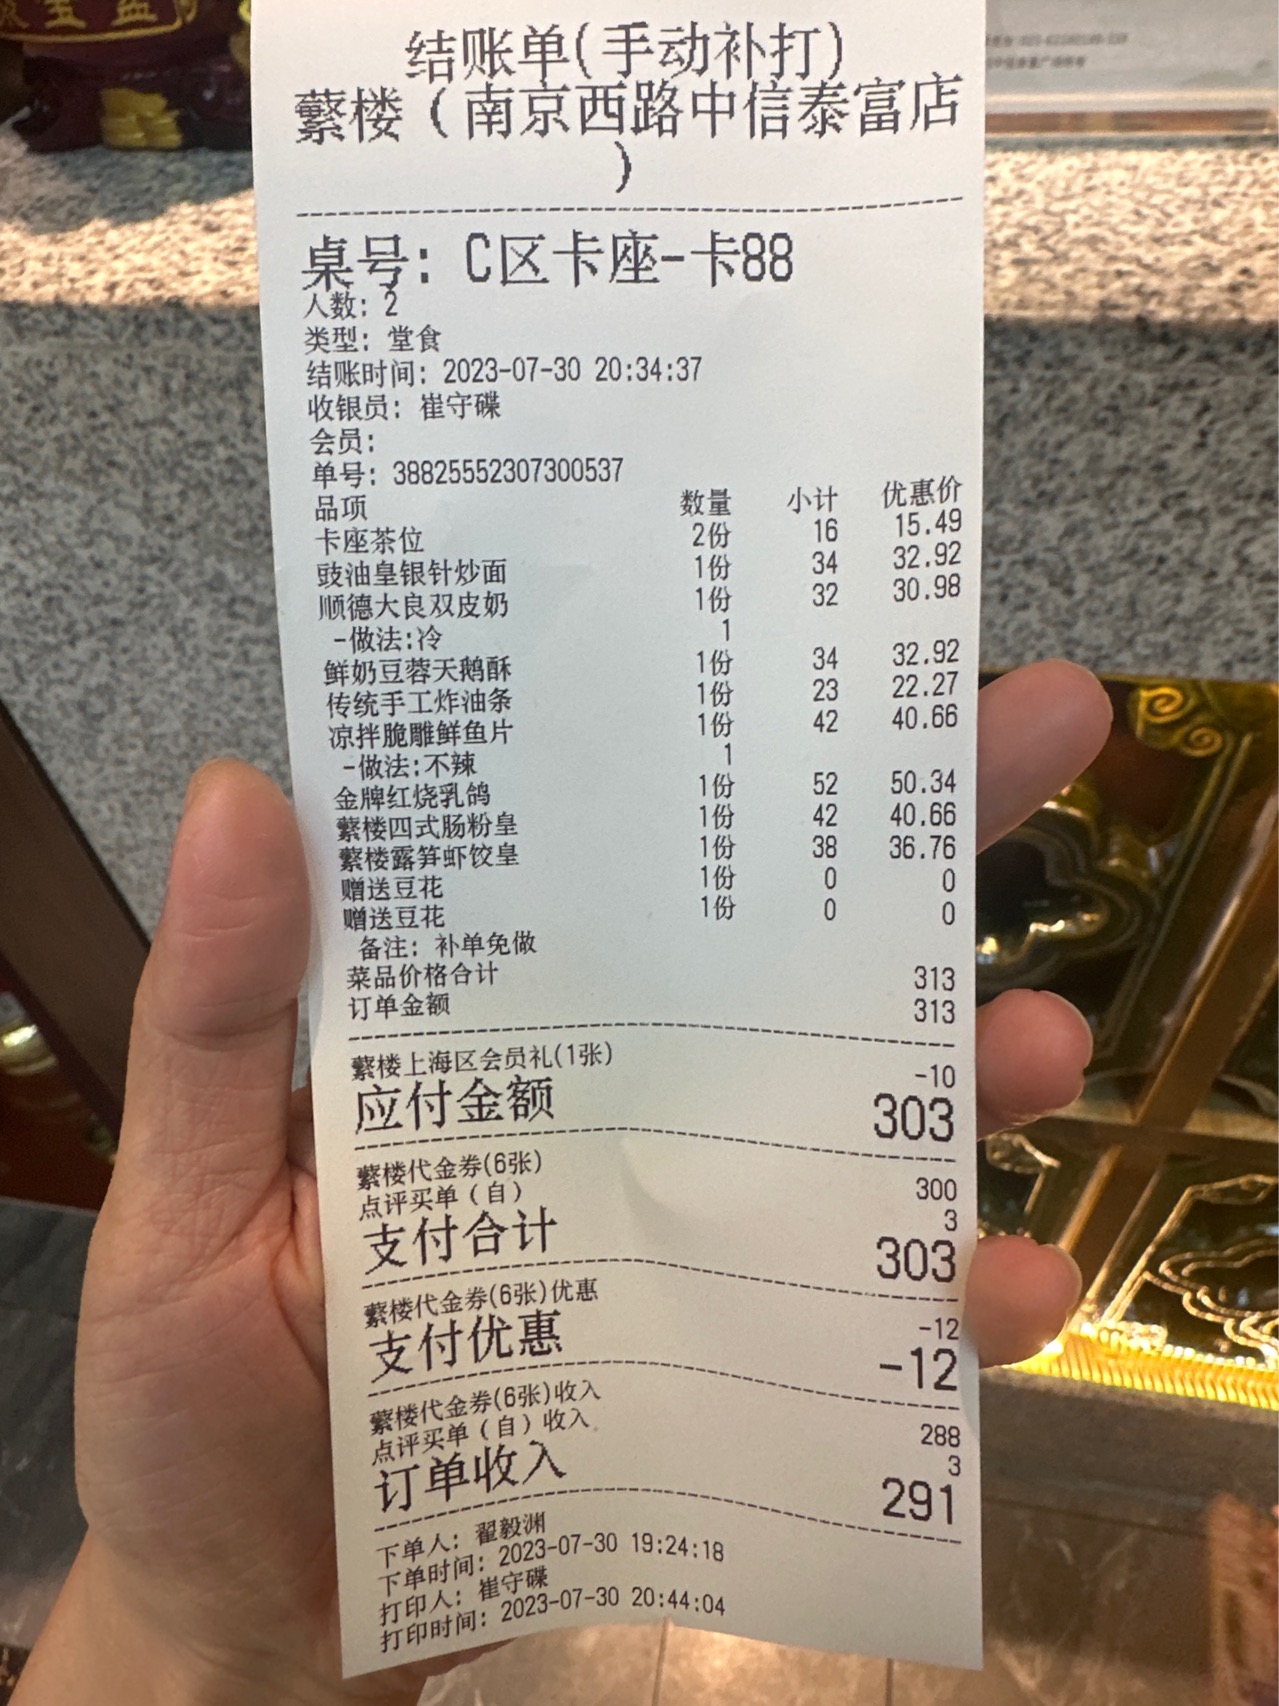 结账单(手动补打)
蘩楼（南京西路中信泰富店
）
桌号: C区卡座-卡88
人数: 2
类型: 堂食
结账时间: 2023-07-30 20:34:37
收银员: 崔守碟
会员:
单号: 38825552307300537
品项 数量 小计 优惠价
卡座茶位 2份 16 15.49
豉油皇银针炒面 1份 34 32.92
顺德大良双皮奶 1份 32 30.98
-做法:冷 1
鲜奶豆蓉天鹅酥 1份 34 32.92
传统手工炸油条 1份 23 22.27
凉拌脆雕鲜鱼片 1份 42 40.66
-做法:不辣 1
金牌红烧乳鸽 1份 52 50.34
蘩楼四式肠粉皇 1份 42 40.66
蘩楼露笋虾饺皇 1份 38 36.76
赠送豆花 1份 0 0
赠送豆花 1份 0 0
备注: 补单免做
菜品价格合计 313
订单金额 313
蘩楼上海区会员礼(1张) -10
应付金额 303
蘩楼代金券(6张) 300
点评买单（自） 3
支付合计 303
蘩楼代金券(6张)优惠 -12
支付优惠 -12
蘩楼代金券(6张)收入 288
点评买单（自）收入 3
订单收入 291
下单人: 翟毅渊
下单时间: 2023-07-30 19:24:18
打印人: 崔守碟
打印时间: 2023-07-30 20:44:04